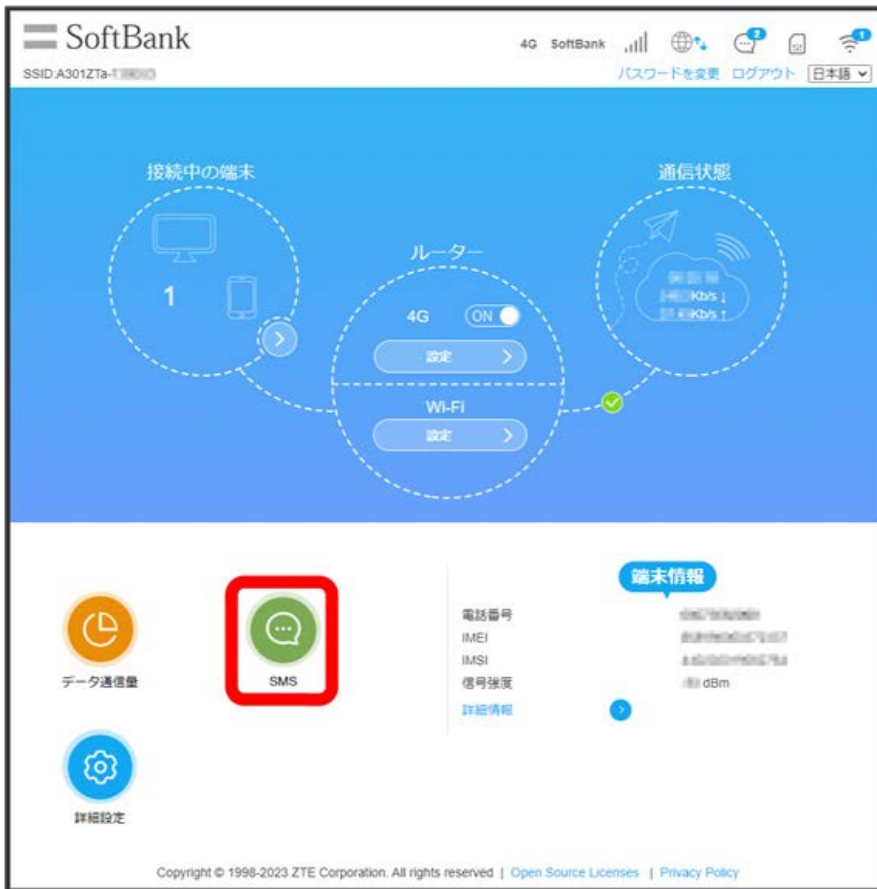 SoftBank
4G SoftBank
2
1
SSID:A301ZTa-
パスワードを変更 ログアウト 日本語
接続中の端末
通信状態
ルーター
1
4G ON
設定
Kb/s ↓
Kb/s ↑
Wi-Fi
設定
端末情報
電話番号
IMEI
IMSI
信号強度 dBm
詳細情報
データ通信量
SMS
詳細設定
Copyright © 1998-2023 ZTE Corporation. All rights reserved | Open Source Licenses | Privacy Policy